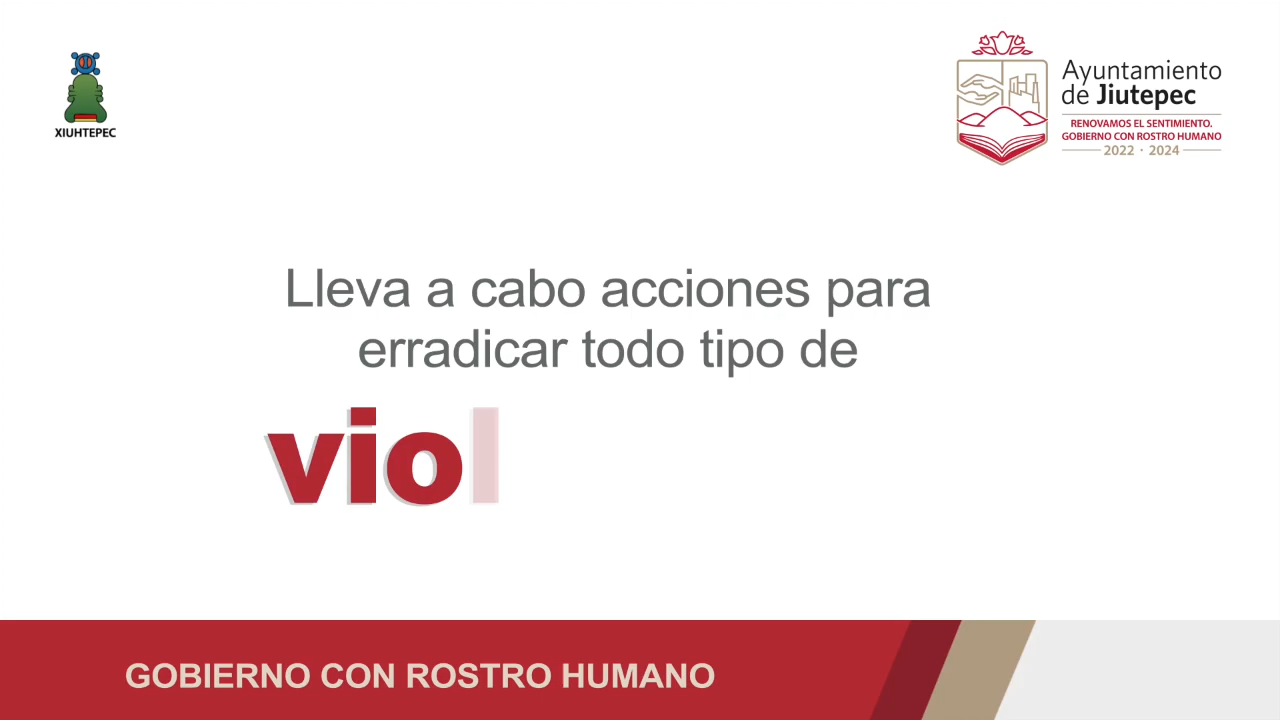 XIUHTEPEC
Ayuntamiento
de Jiutepec
RENOVAMOS EL SENTIMIENTO.
GOBIERNO CON ROSTRO HUMANO
2022 · 2024
Lleva a cabo acciones para
erradicar todo tipo de
viol
GOBIERNO CON ROSTRO HUMANO